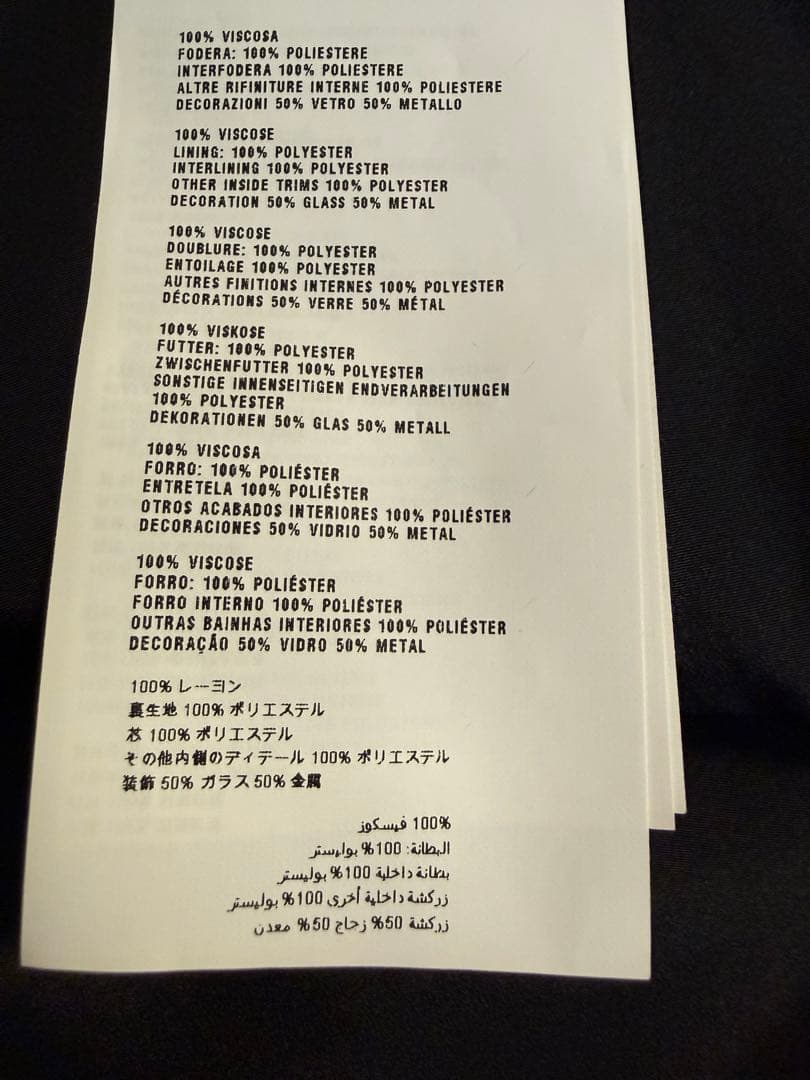 100% VISCOSA
FODERA: 100% POLIESTERE
INTERFODERA 100% POLIESTERE
ALTRE RIFINITURE INTERNE 100% POLIESTERE
DECORAZIONI 50% VETRO 50% METALLO
100% VISCOSE
LINING: 100% POLYESTER
INTERLINING 100% POLYESTER
OTHER INSIDE TRIMS 100% POLYESTER
DECORATION 50% GLASS 50% METAL
100% VISCOSE
DOUBLURE: 100% POLYESTER
ENTOILAGE 100% POLYESTER
AUTRES FINITIONS INTERNES 100% POLYESTER
DÉCORATIONS 50% VERRE 50% MÉTAL
100% VISKOSE
FUTTER: 100% POLYESTER
ZWISCHENFUTTER 100% POLYESTER
SONSTIGE INNENSEITIGEN ENDVERARBEITUNGEN
100% POLYESTER
DEKORATIONEN 50% GLAS 50% METALL
100% VISCOSA
FORRO: 100% POLIÉSTER
ENTRETELA 100% POLIÉSTER
OTROS ACABADOS INTERIORES 100% POLIÉSTER
DECORACIONES 50% VIDRIO 50% METAL
100% VISCOSE
FORRO: 100% POLIÉSTER
FORRO INTERNO 100% POLIÉSTER
OUTRAS BAINHAS INTERIORES 100% POLIÉSTER
DECORAÇÃO 50% VIDRO 50% METAL
100% レーヨン
裏生地 100% ポリエステル
芯 100% ポリエステル
その他内側のディテール 100% ポリエステル
装飾 50% ガラス 50% 金属
100% فيسكوز
البطانة: 100% بوليستر
بطانة داخلية 100% بوليستر
زركشة داخلية أخرى 100% بوليستر
زركشة 50% زجاج 50% معدن